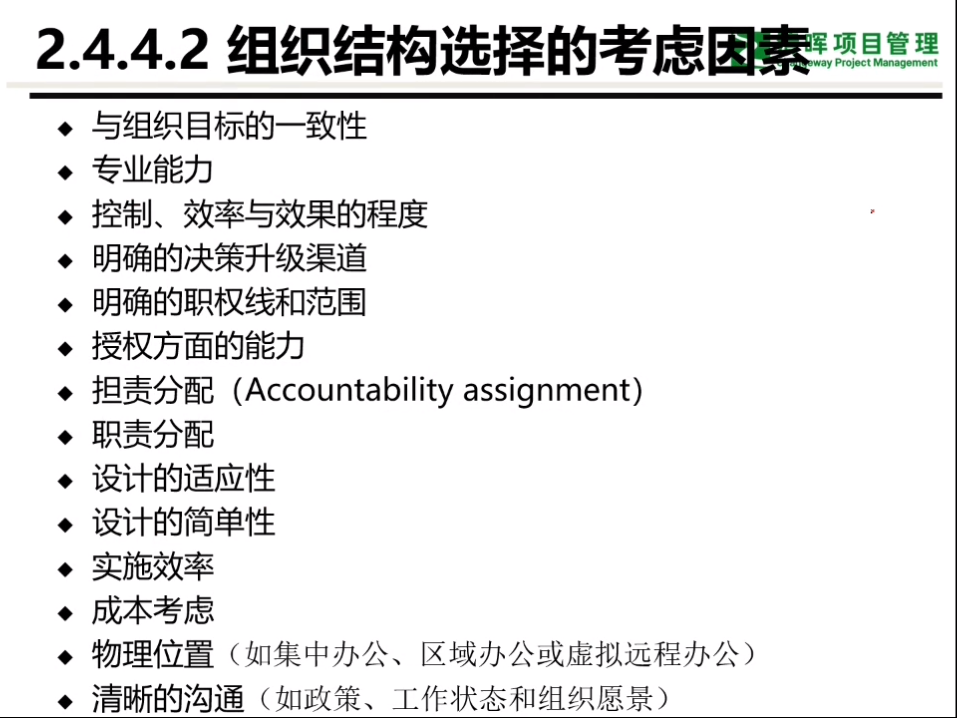 2.4.4.2 组织结构选择的考虑因素
晖项目管理
way Project Management
与组织目标的一致性
专业能力
控制、效率与效果的程度
明确的决策升级渠道
明确的职权线和范围
授权方面的能力
担责分配（Accountability assignment）
职责分配
设计的适应性
设计的简单性
实施效率
成本考虑
物理位置（如集中办公、区域办公或虚拟远程办公）
清晰的沟通（如政策、工作状态和组织愿景）